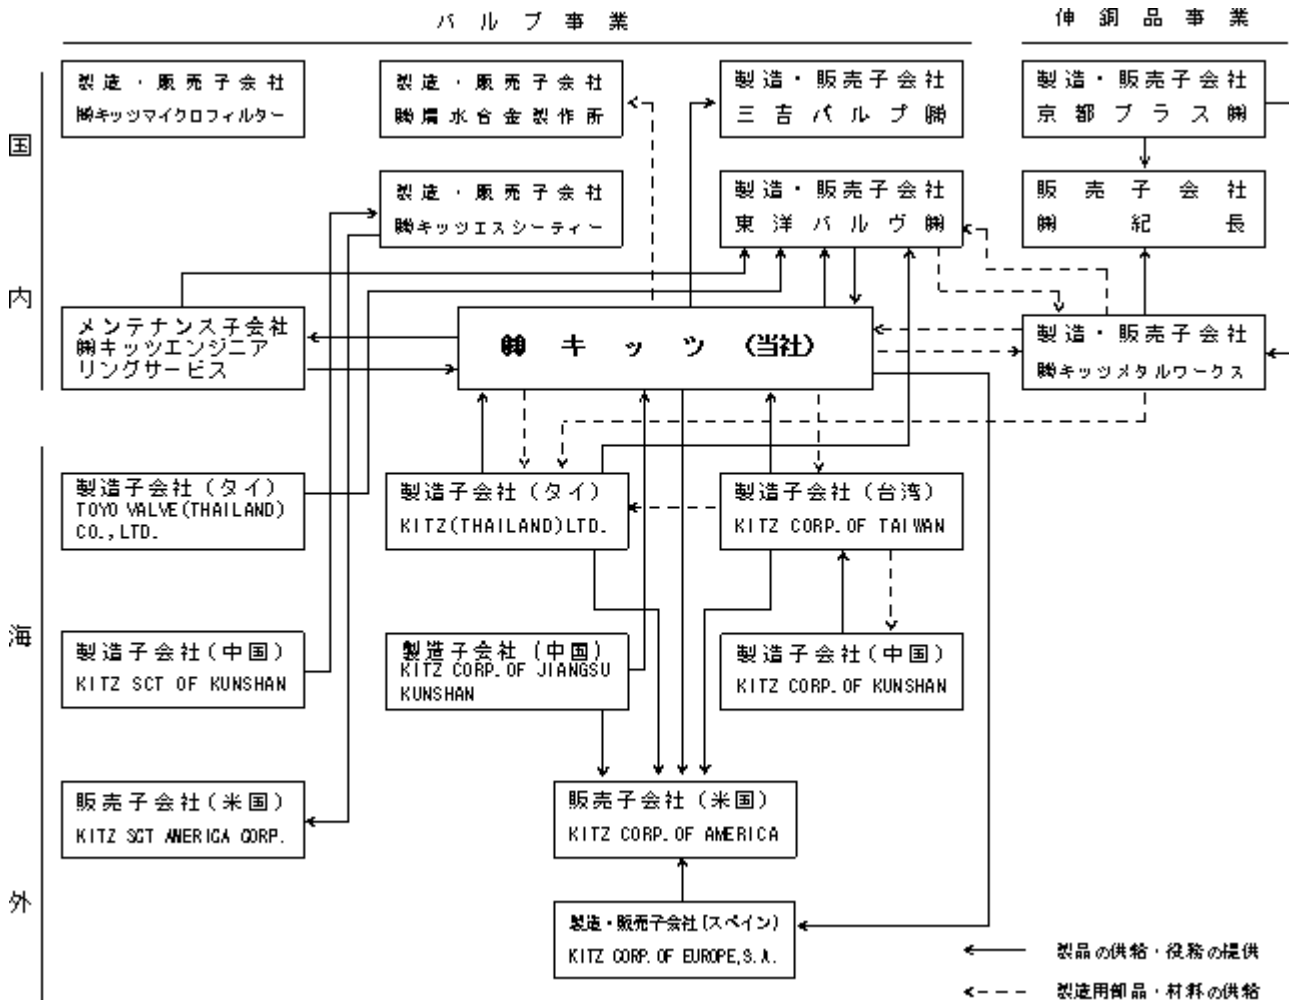 バルブ事業
伸銅品事業
国内
海外
製造・販売子会社
㈱キッツマイクロフィルター
製造・販売子会社
㈱清水合金製作所
製造・販売子会社
三吉バルブ㈱
製造・販売子会社
京都ブラス㈱
製造・販売子会社
㈱キッツエスシーティー
製造・販売子会社
東洋バルヴ㈱
販売子会社
㈱紀長
メンテナンス子会社
㈱キッツエンジニア
リングサービス
㈱キッツ(当社)
製造・販売子会社
㈱キッツメタルワークス
製造子会社(タイ)
TOYO VALVE(THAILAND)
CO.,LTD.
製造子会社(タイ)
KITZ(THAILAND)LTD.
製造子会社(台湾)
KITZ CORP.OF TAIWAN
製造子会社(中国)
KITZ SCT OF KUNSHAN
製造子会社(中国)
KITZ CORP.OF JIANGSU
KUNSHAN
製造子会社(中国)
KITZ CORP.OF KUNSHAN
販売子会社(米国)
KITZ SCT AMERICA CORP.
販売子会社(米国)
KITZ CORP.OF AMERICA
製造・販売子会社(スペイン)
KITZ CORP.OF EUROPE,S.A.
製品の供給・役務の提供
製造用部品・材料の供給